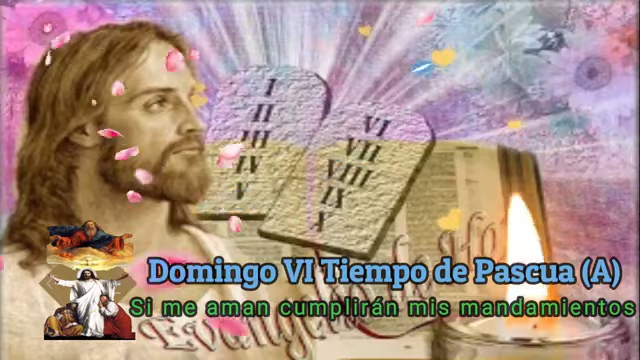 I VI
II VII
III VIII
IV IX
V X
Domingo VI Tiempo de Pascua (A)
Si me aman cumplirán mis mandamientos